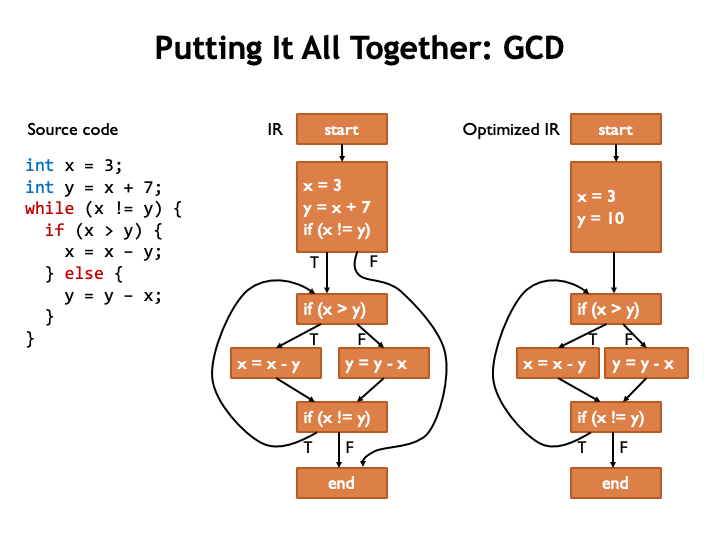 Putting It All Together: GCD
Source code
int x = 3;
int y = x + 7;
while (x != y) {
if (x > y) {
x = x – y;
} else {
y = y – x;
}
}
IR
start
x = 3
y = x + 7
if (x != y)
T
F
if (x > y)
T
F
x = x - y
y = y - x
if (x != y)
T
F
end
Optimized IR
start
x = 3
y = 10
if (x > y)
T
F
x = x - y
y = y - x
if (x != y)
T
F
end